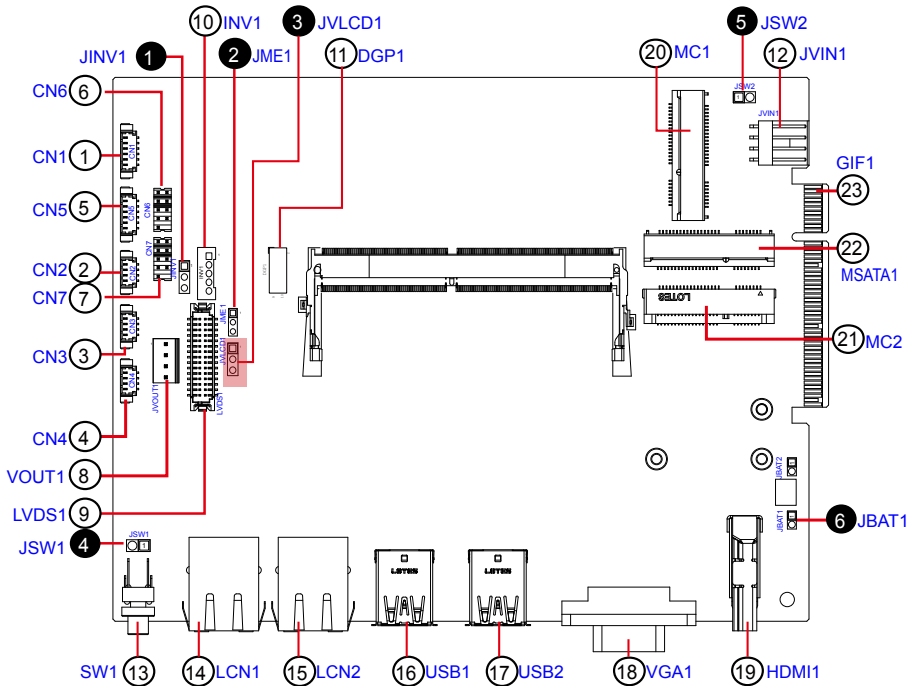 10 INV1
3 JVLCD1
5 JSW2
JINV1 1
2 JME1
11 DGP1
20 MC1
12 JVIN1
CN6 6
JSW2
JVIN1
CN1 1
CN1
GIF1
23
CN5 5
CN5
CN6
CN7
JINV1
INV1
CN2 2
CN2
22
MSATA1
CN7 7
LOTES
JME1
JVLCD1
CN3 3
CN3
21 MC2
CN4
JVOUT1
LVDS1
CN4 4
VOUT1 8
JBAT2
LVDS1 9
JBAT1
6 JBAT1
JSW1 4
JSW1
LOTES
LOTES
SW1 13
14 LCN1
15 LCN2
16 USB1
17 USB2
18 VGA1
19 HDMI1